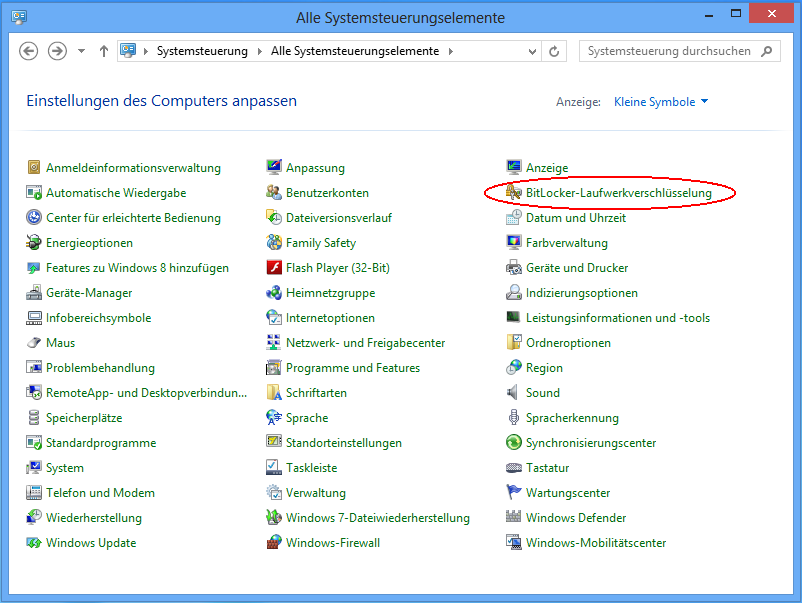 Alle Systemsteuerungselemente
Systemsteuerung Alle Systemsteuerungselemente Systemsteuerung durchsuchen
Einstellungen des Computers anpassen Anzeige: Kleine Symbole
Anmeldeinformationsverwaltung Anpassung Anzeige
Automatische Wiedergabe Benutzerkonten BitLocker-Laufwerkverschlüsselung
Center für erleichterte Bedienung Dateiversionsverlauf Datum und Uhrzeit
Energieoptionen Family Safety Farbverwaltung
Features zu Windows 8 hinzufügen Flash Player (32-Bit) Geräte und Drucker
Geräte-Manager Heimnetzgruppe Indizierungsoptionen
Infobereichsymbole Internetoptionen Leistungsinformationen und -tools
Maus Netzwerk- und Freigabecenter Ordneroptionen
Problembehandlung Programme und Features Region
RemoteApp- und Desktopverbindun... Schriftarten Sound
Speicherplätze Sprache Spracherkennung
Standardprogramme Standorteinstellungen Synchronisierungscenter
System Taskleiste Tastatur
Telefon und Modem Verwaltung Wartungscenter
Wiederherstellung Windows 7-Dateiwiederherstellung Windows Defender
Windows Update Windows-Firewall Windows-Mobilitätscenter